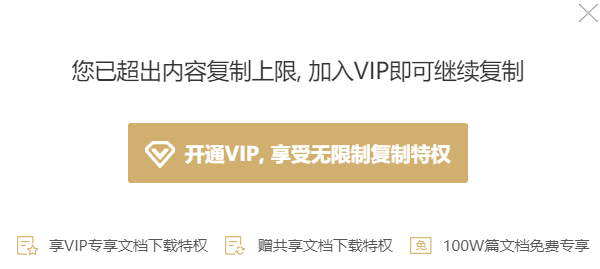 您已超出内容复制上限, 加入VIP即可继续复制
开通VIP, 享受无限制复制特权
享VIP专享文档下载特权 赠共享文档下载特权 免 100W篇文档免费专享